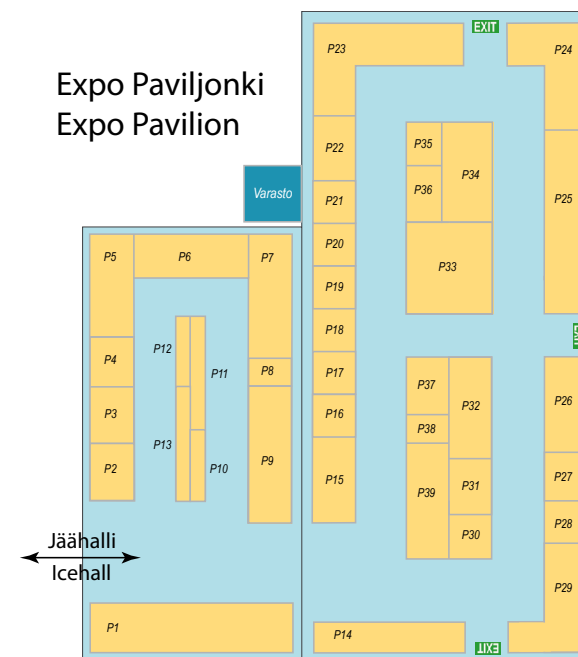 Expo Paviljonki
Expo Pavilion
EXIT
P23
P24
P22
P35
P34
P36
P25
Varasto
P21
P20
P33
P5
P6
P7
P19
P18
P12
P4
P11
P8
P17
P37
P32
P26
P16
P38
P3
P13
P10
P9
P2
P15
P39
P31
P27
P28
P30
Jäähalli
Icehall
P29
P1
P14
EXIT
EXIT